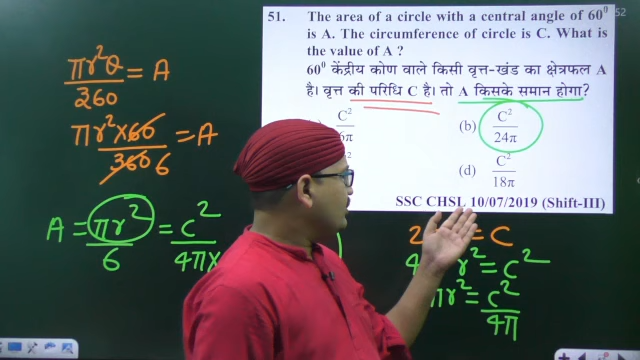 52
51. The area of a circle with a central angle of 60⁰
is A. The circumference of circle is C. What is
the value of A ?
60⁰ केंद्रीय कोण वाले किसी वृत्त-खंड का क्षेत्रफल A
है। वृत्त की परिधि C है। तो A किसके समान होगा?
(b) C²/24π
(d) C²/18π
SSC CHSL 10/07/2019 (Shift-III)
πr²θ/360 = A
πr²×60/360 6 = A
A = πr²/6 = c²/4π×
2 = C
4 r² = C²
πr² = c²/4π